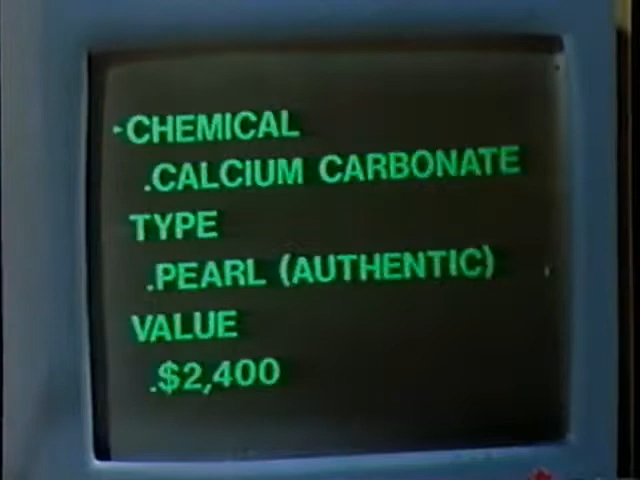 -CHEMICAL
.CALCIUM CARBONATE
TYPE
.PEARL (AUTHENTIC)
VALUE
.$2,400